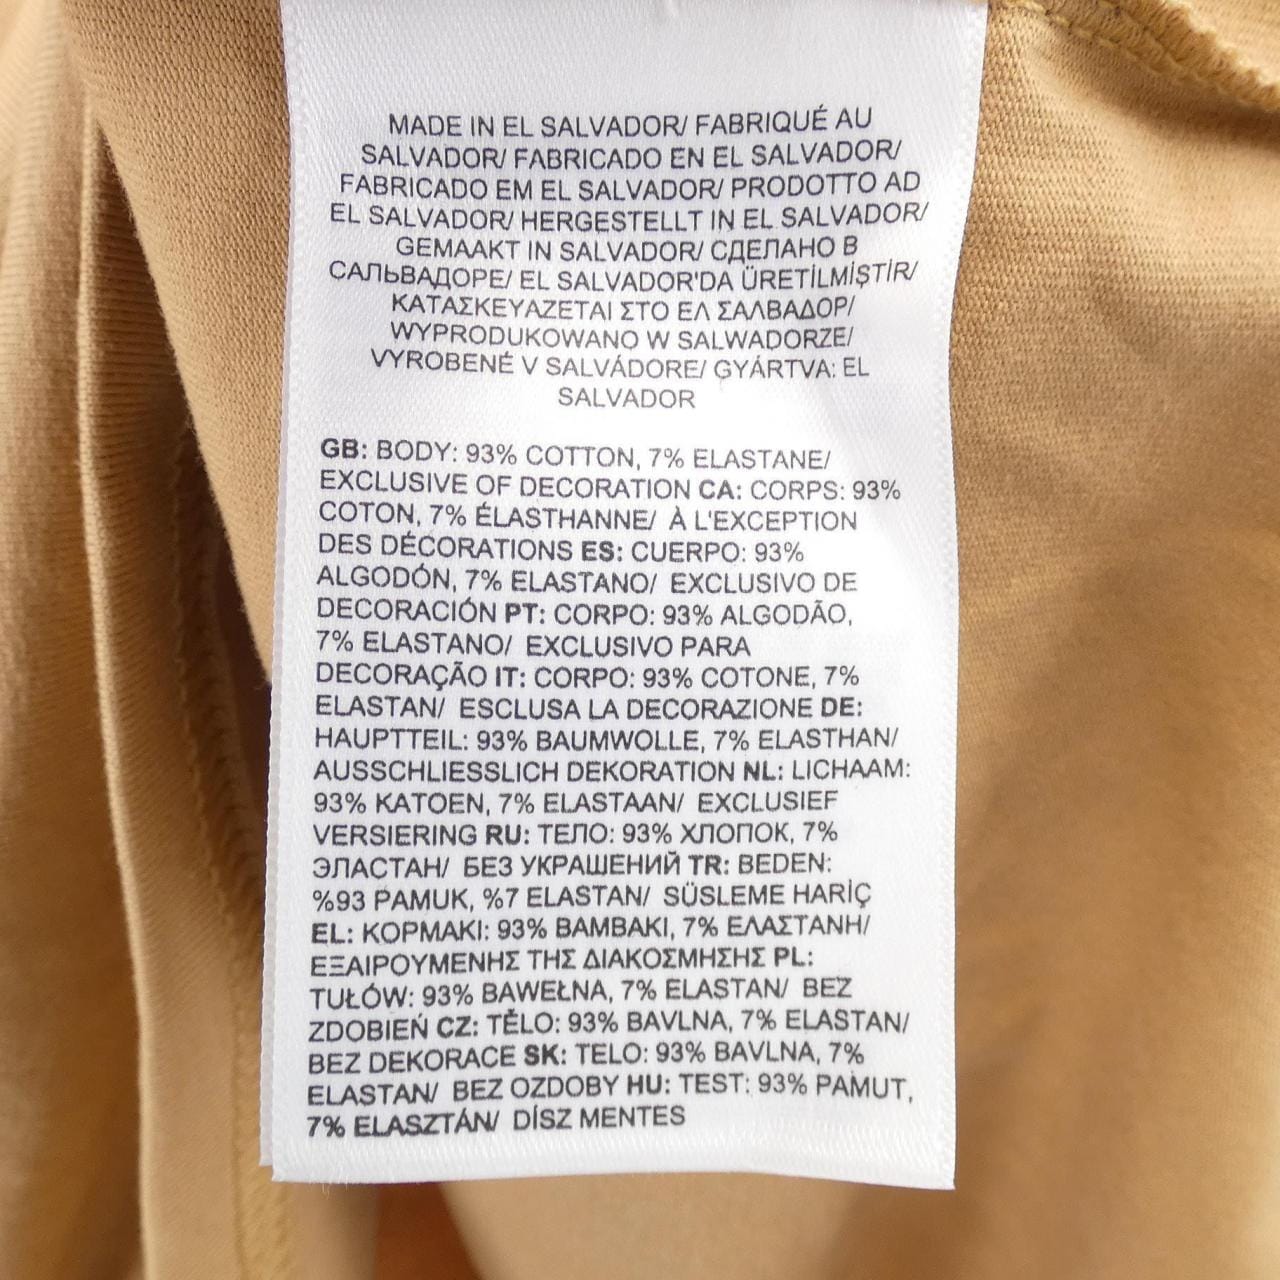 MADE IN EL SALVADOR/ FABRIQUÉ AU
SALVADOR/ FABRICADO EN EL SALVADOR/
FABRICADO EM EL SALVADOR/ PRODOTTO AD
EL SALVADOR/ HERGESTELLT IN EL SALVADOR/
GEMAAKT IN SALVADOR/ СДЕЛАНО В
САЛЬВАДОРЕ/ EL SALVADOR'DA ÜRETİLMİŞTİR/
ΚΑΤΑΣΚΕΥΑΖΕΤΑΙ ΣΤΟ ΕΛ ΣΑΛΒΑΔΟΡ/
WYPRODUKOWANO W SALWADORZE/
VYROBENÉ V SALVÁDORE/ GYÁRTVA: EL
SALVADOR
GB: BODY: 93% COTTON, 7% ELASTANE/
EXCLUSIVE OF DECORATION CA: CORPS: 93%
COTON, 7% ÉLASTHANNE/ À L'EXCEPTION
DES DÉCORATIONS ES: CUERPO: 93%
ALGODÓN, 7% ELASTANO/ EXCLUSIVO DE
DECORACIÓN PT: CORPO: 93% ALGODÃO,
7% ELASTANO/ EXCLUSIVO PARA
DECORAÇÃO IT: CORPO: 93% COTONE, 7%
ELASTAN/ ESCLUSA LA DECORAZIONE DE:
HAUPTTEIL: 93% BAUMWOLLE, 7% ELASTHAN/
AUSSCHLIESSLICH DEKORATION NL: LICHAAM:
93% KATOEN, 7% ELASTAAN/ EXCLUSIEF
VERSIERING RU: ТЕЛО: 93% ХЛОПОК, 7%
ЭЛАСТАН/ БЕЗ УКРАШЕНИЙ TR: BEDEN:
%93 PAMUK, %7 ELASTAN/ SÜSLEME HARİÇ
EL: ΚΟΡΜΑΚΙ: 93% ΒΑΜΒΑΚΙ, 7% ΕΛΑΣΤΑΝΗ/
ΕΞΑΙΡΟΥΜΕΝΗΣ ΤΗΣ ΔΙΑΚΟΣΜΗΣΗΣ PL:
TUŁÓW: 93% BAWEŁNA, 7% ELASTAN/ BEZ
ZDOBIEŃ CZ: TĚLO: 93% BAVLNA, 7% ELASTAN/
BEZ DEKORACE SK: TELO: 93% BAVLNA, 7%
ELASTAN/ BEZ OZDOBY HU: TEST: 93% PAMUT,
7% ELASZTÁN/ DÍSZ MENTES